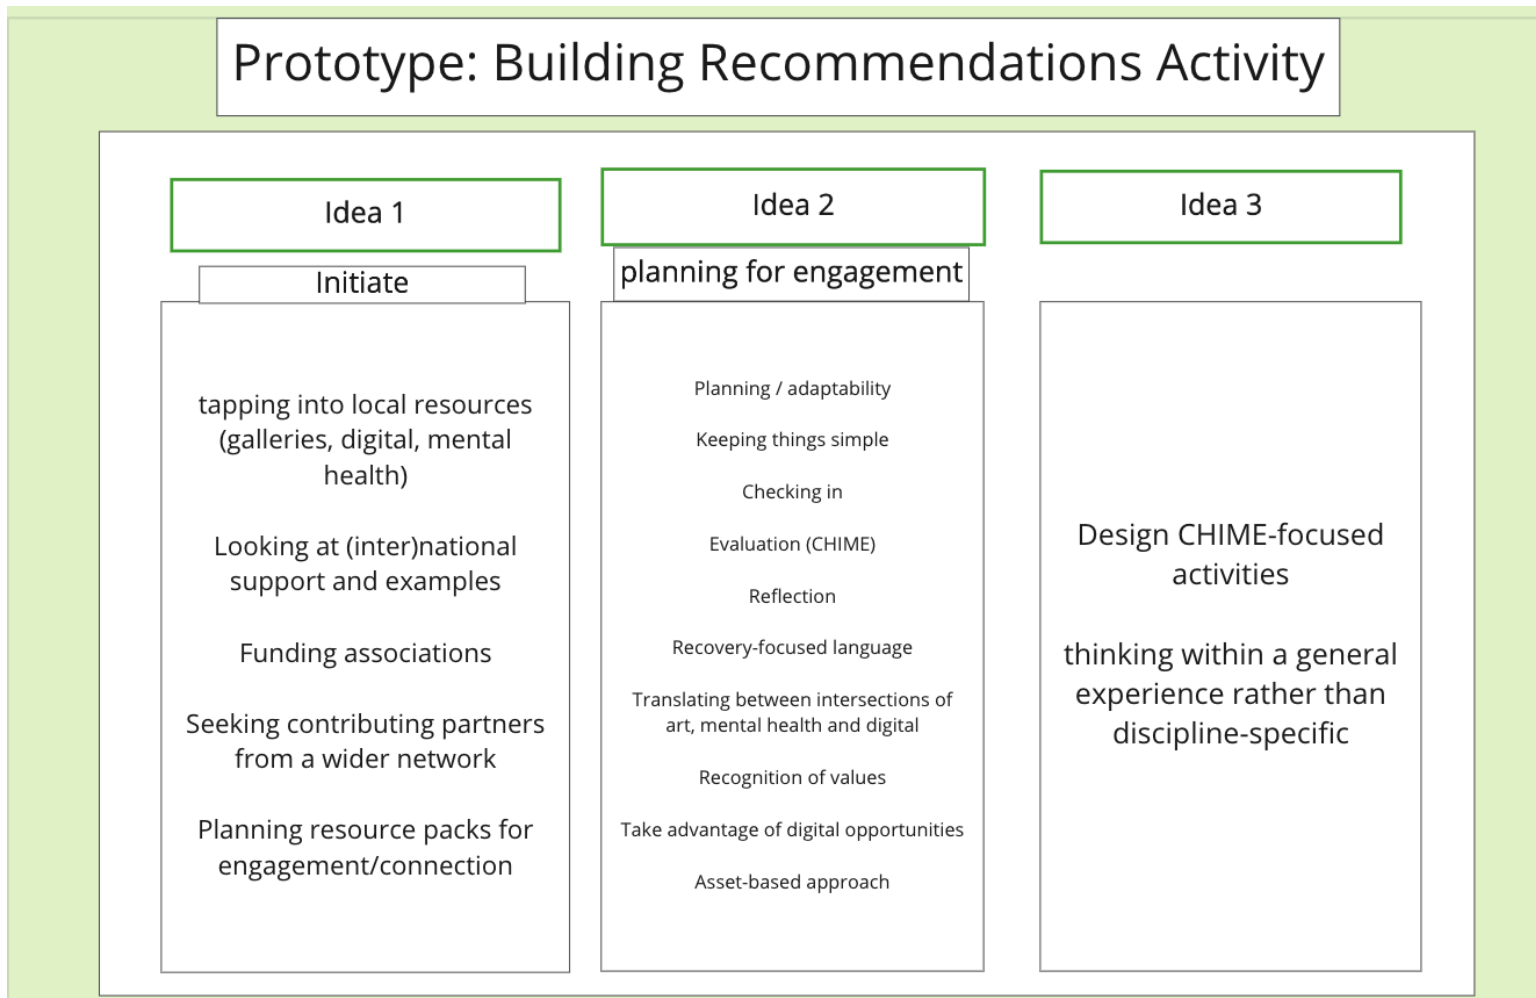 Prototype: Building Recommendations Activity
Idea 1
Initiate
tapping into local resources
(galleries, digital, mental
health)
Looking at (inter)national
support and examples
Funding associations
Seeking contributing partners
from a wider network
Planning resource packs for
engagement/connection
Idea 2
planning for engagement
Planning / adaptability
Keeping things simple
Checking in
Evaluation (CHIME)
Reflection
Recovery-focused language
Translating between intersections of
art, mental health and digital
Recognition of values
Take advantage of digital opportunities
Asset-based approach
Idea 3
Design CHIME-focused
activities
thinking within a general
experience rather than
discipline-specific